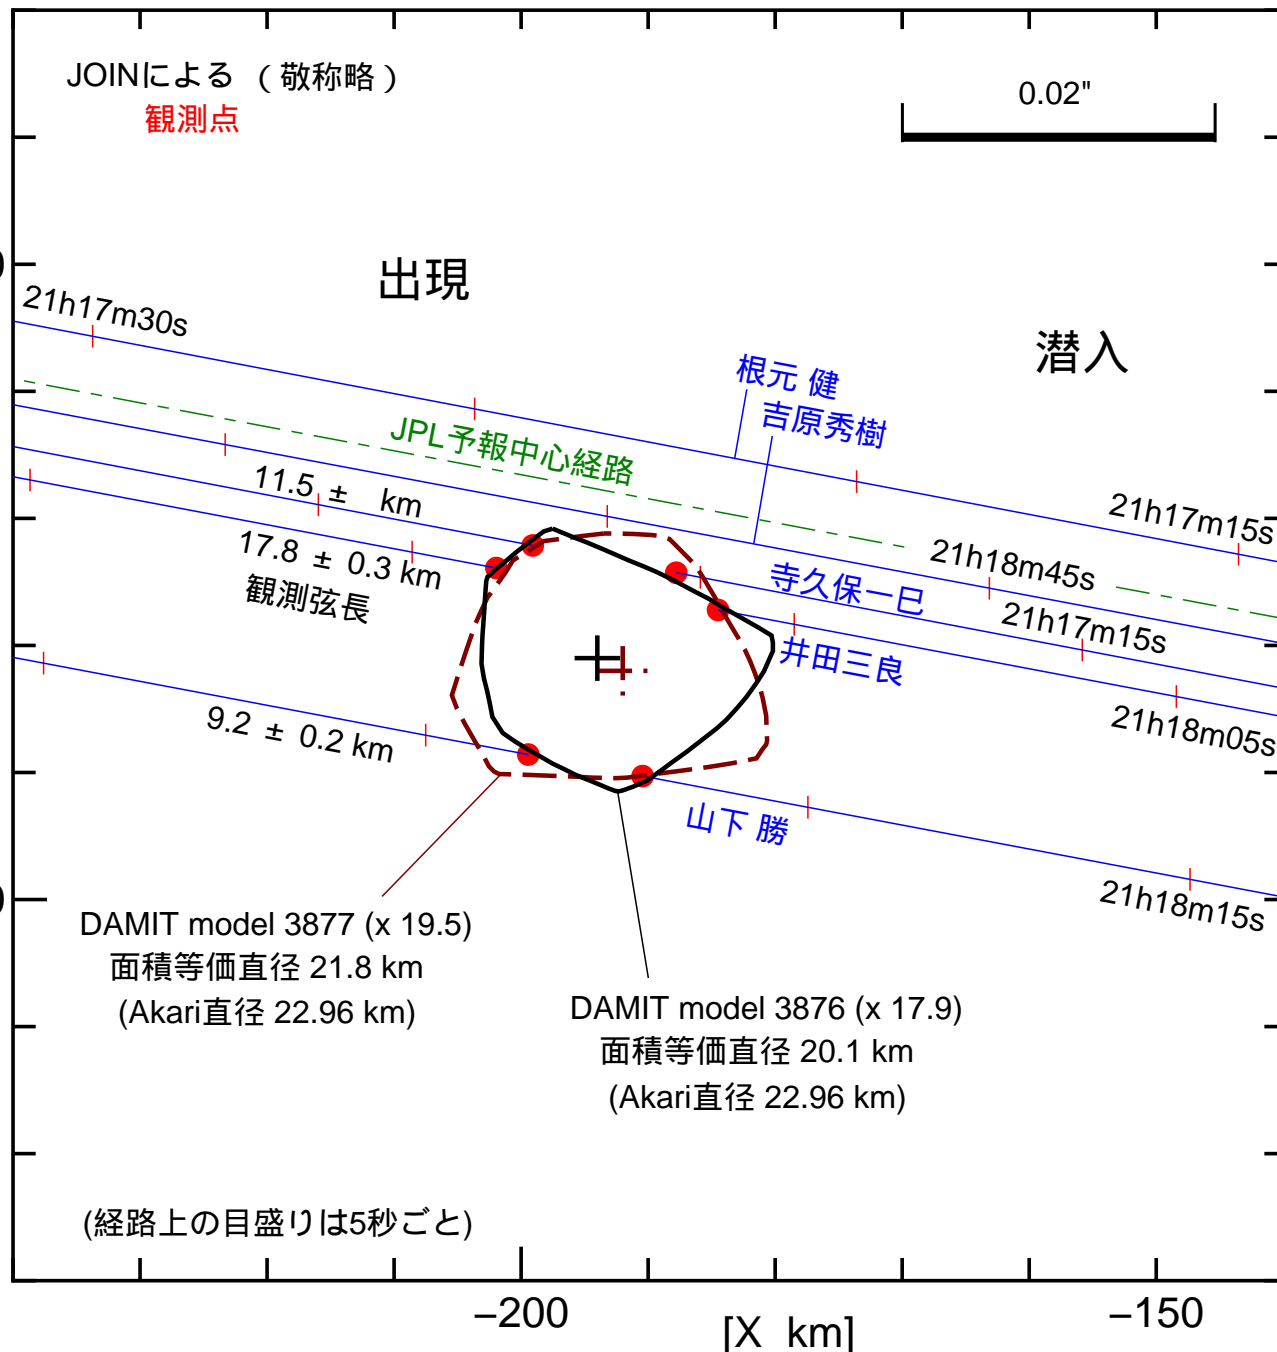 JOINによる （敬称略）
観測点
0.02"
出現
潜入
21h17m30s
根元 健
吉原秀樹
JPL予報中心経路
11.5 ± km
21h17m15s
17.8 ± 0.3 km
観測弦長
21h18m45s
寺久保一巳
21h17m15s
井田三良
21h18m05s
9.2 ± 0.2 km
山下 勝
21h18m15s
DAMIT model 3877 (x 19.5)
面積等価直径 21.8 km
(Akari直径 22.96 km)
DAMIT model 3876 (x 17.9)
面積等価直径 20.1 km
(Akari直径 22.96 km)
(経路上の目盛りは5秒ごと)
−200
−150
[X km]